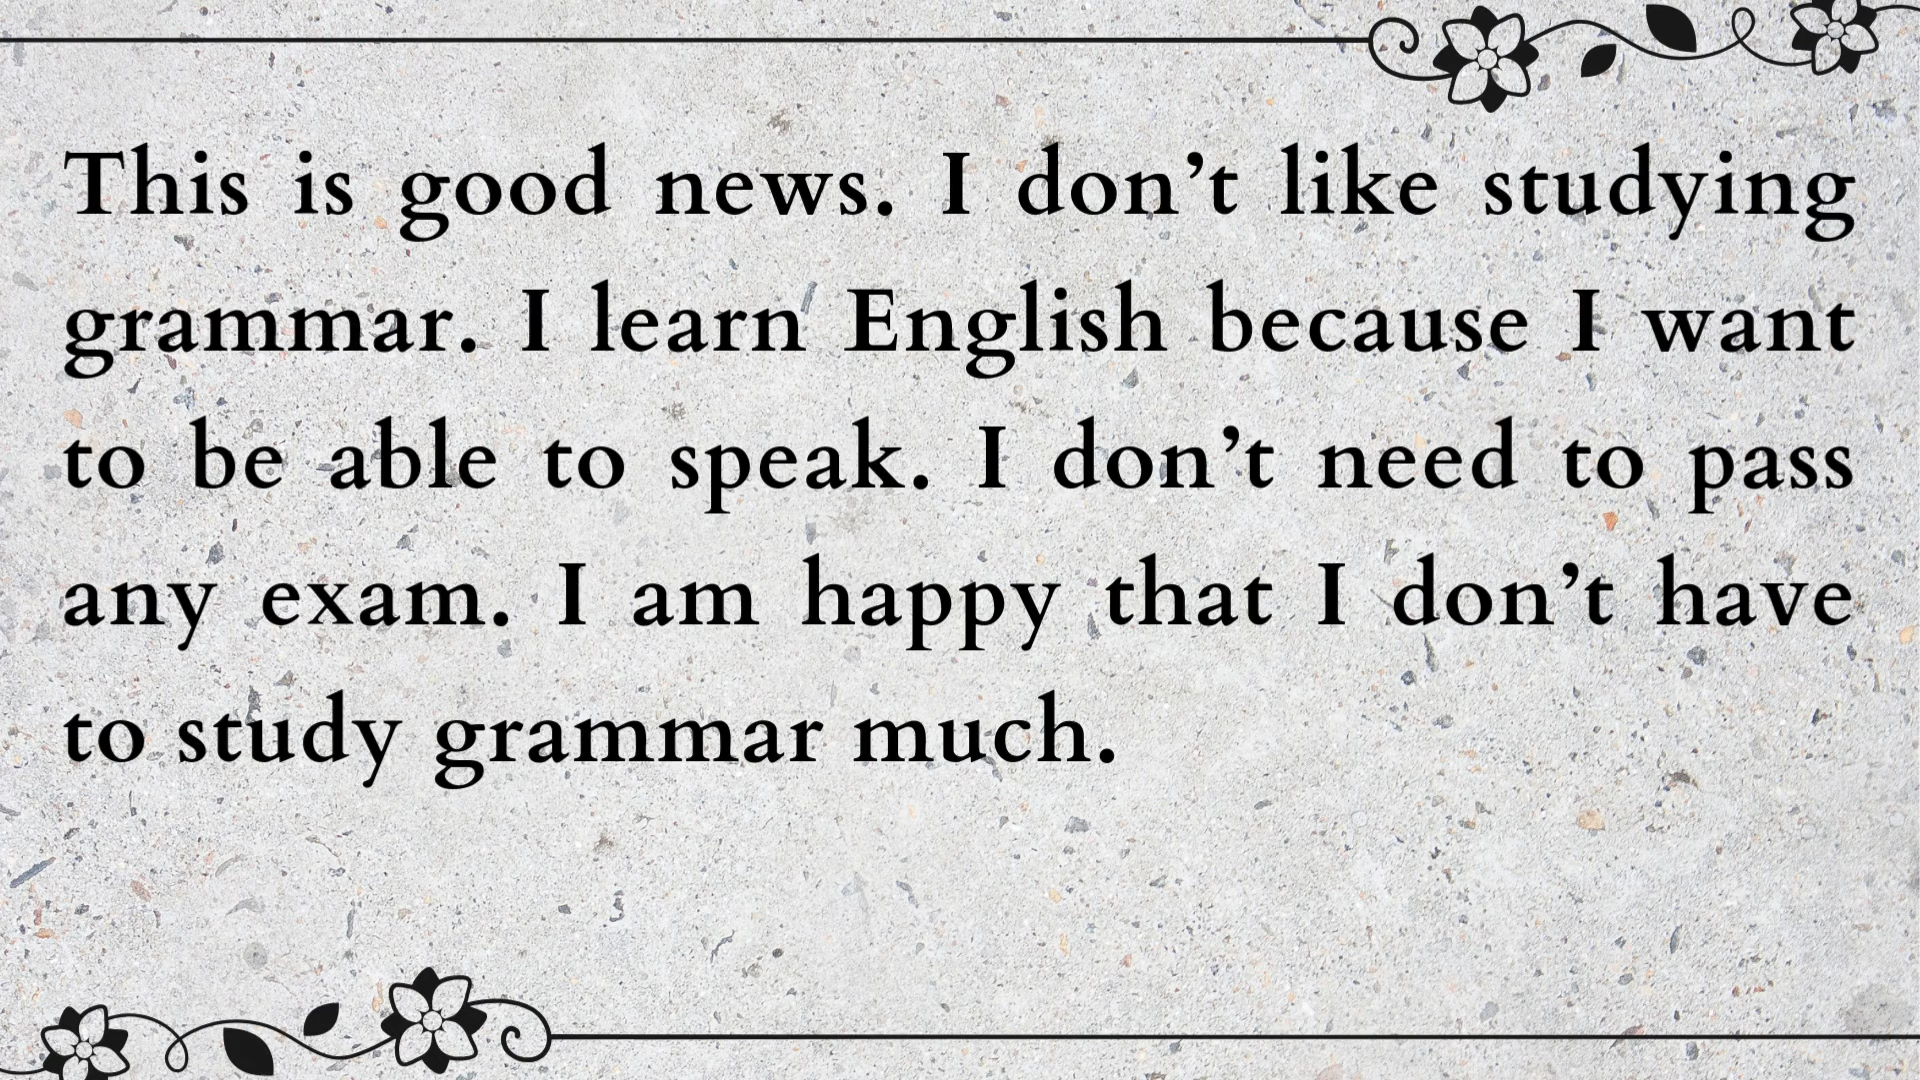 This is good news. I don’t like studying
grammar. I learn English because I want
to be able to speak. I don’t need to pass
any exam. I am happy that I don’t have
to study grammar much.